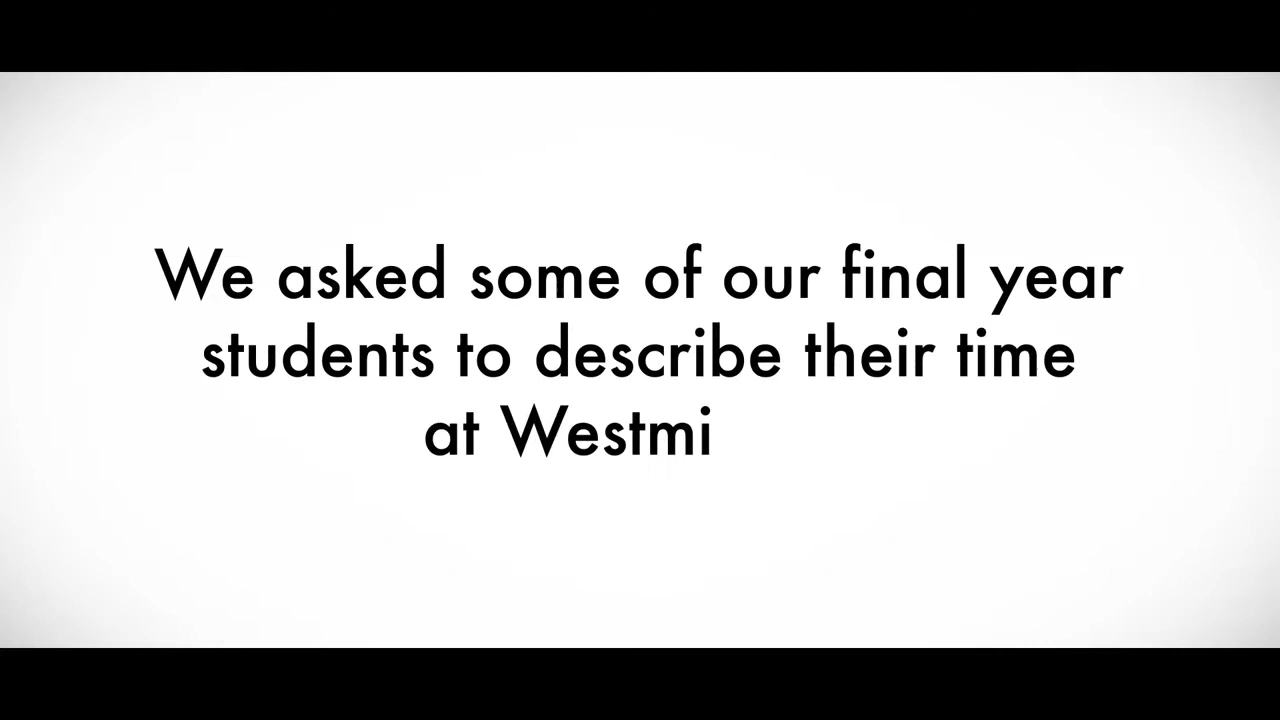 We asked some of our final year
students to describe their time
at Westmi